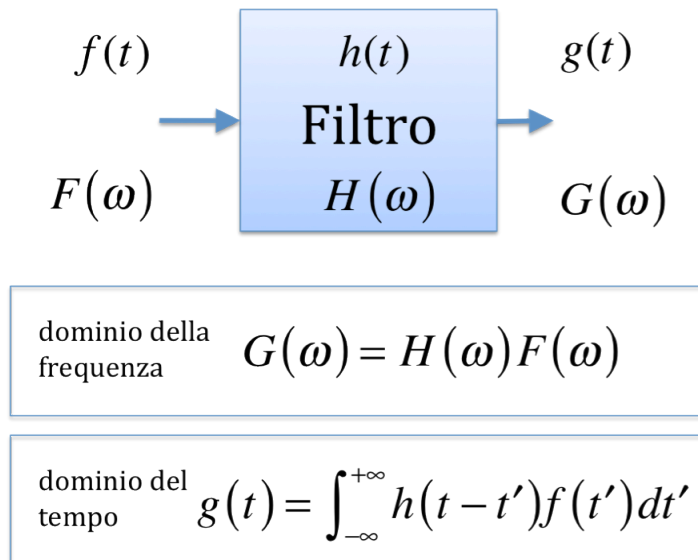 f(t) h(t) g(t)
Filtro
F(ω) H(ω) G(ω)
dominio della
frequenza
G(ω) = H(ω)F(ω)
dominio del
tempo
g(t) = ∫_{−∞}^{+∞} h(t − t′)f(t′)dt′